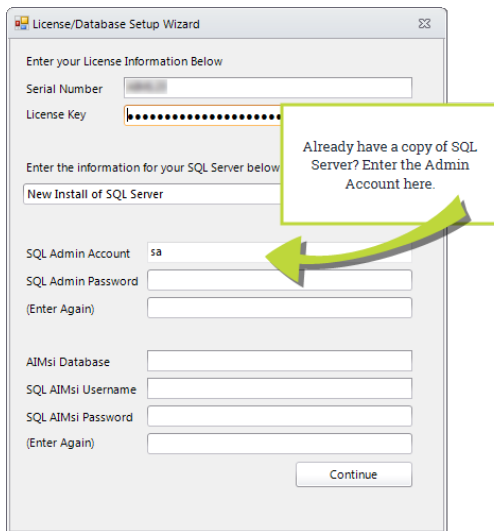 License/Database Setup Wizard
Enter your License Information Below
Serial Number
License Key ●●●●●●●●●●●●●●●●●●●●●
Already have a copy of SQL
Server? Enter the Admin
Account here.
Enter the information for your SQL Server below
New Install of SQL Server
SQL Admin Account sa
SQL Admin Password
(Enter Again)
AIMsi Database
SQL AIMsi Username
SQL AIMsi Password
(Enter Again)
Continue